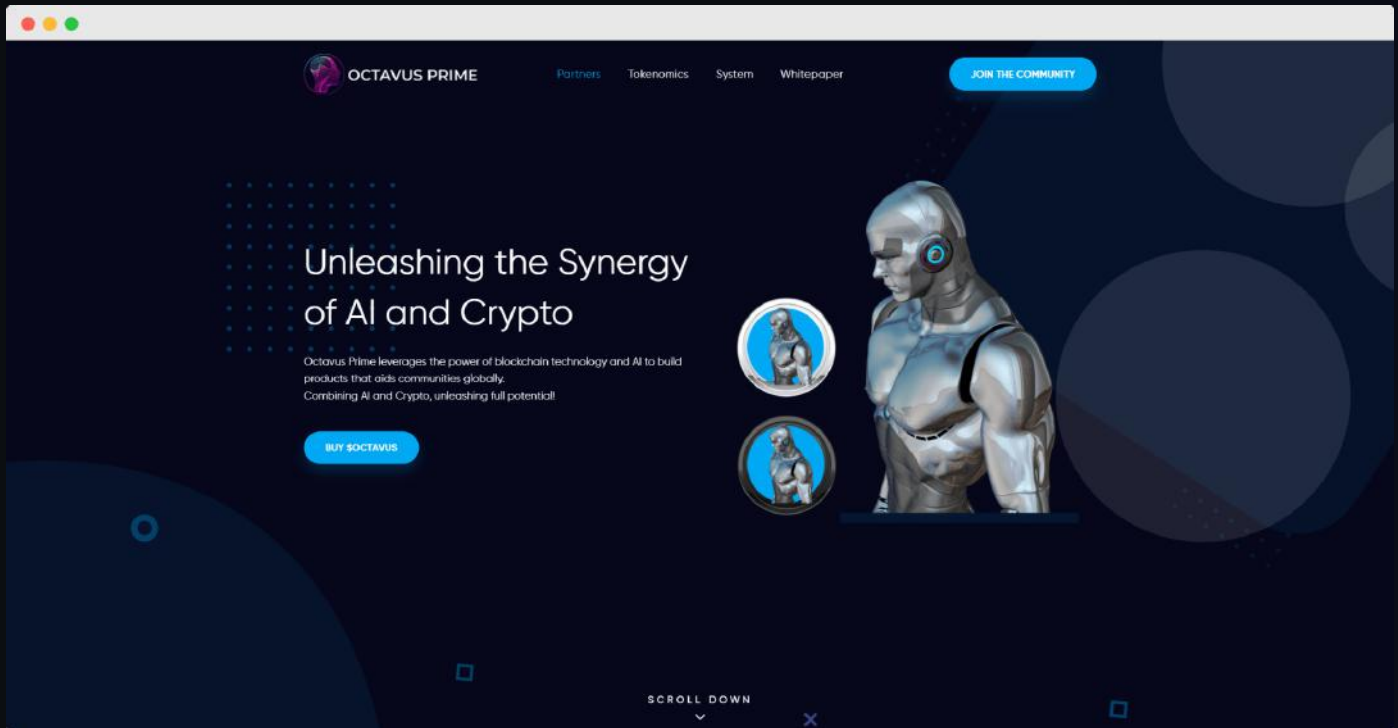 OCTAVUS PRIME
Partners
Tokenomics
System
Whitepaper
JOIN THE COMMUNITY
Unleashing the Synergy
of AI and Crypto
Octavus Prime leverages the power of blockchain technology and AI to build
products that aids communities globally.
Combining AI and Crypto, unleashing full potential!
BUY $OCTAVUS
SCROLL DOWN